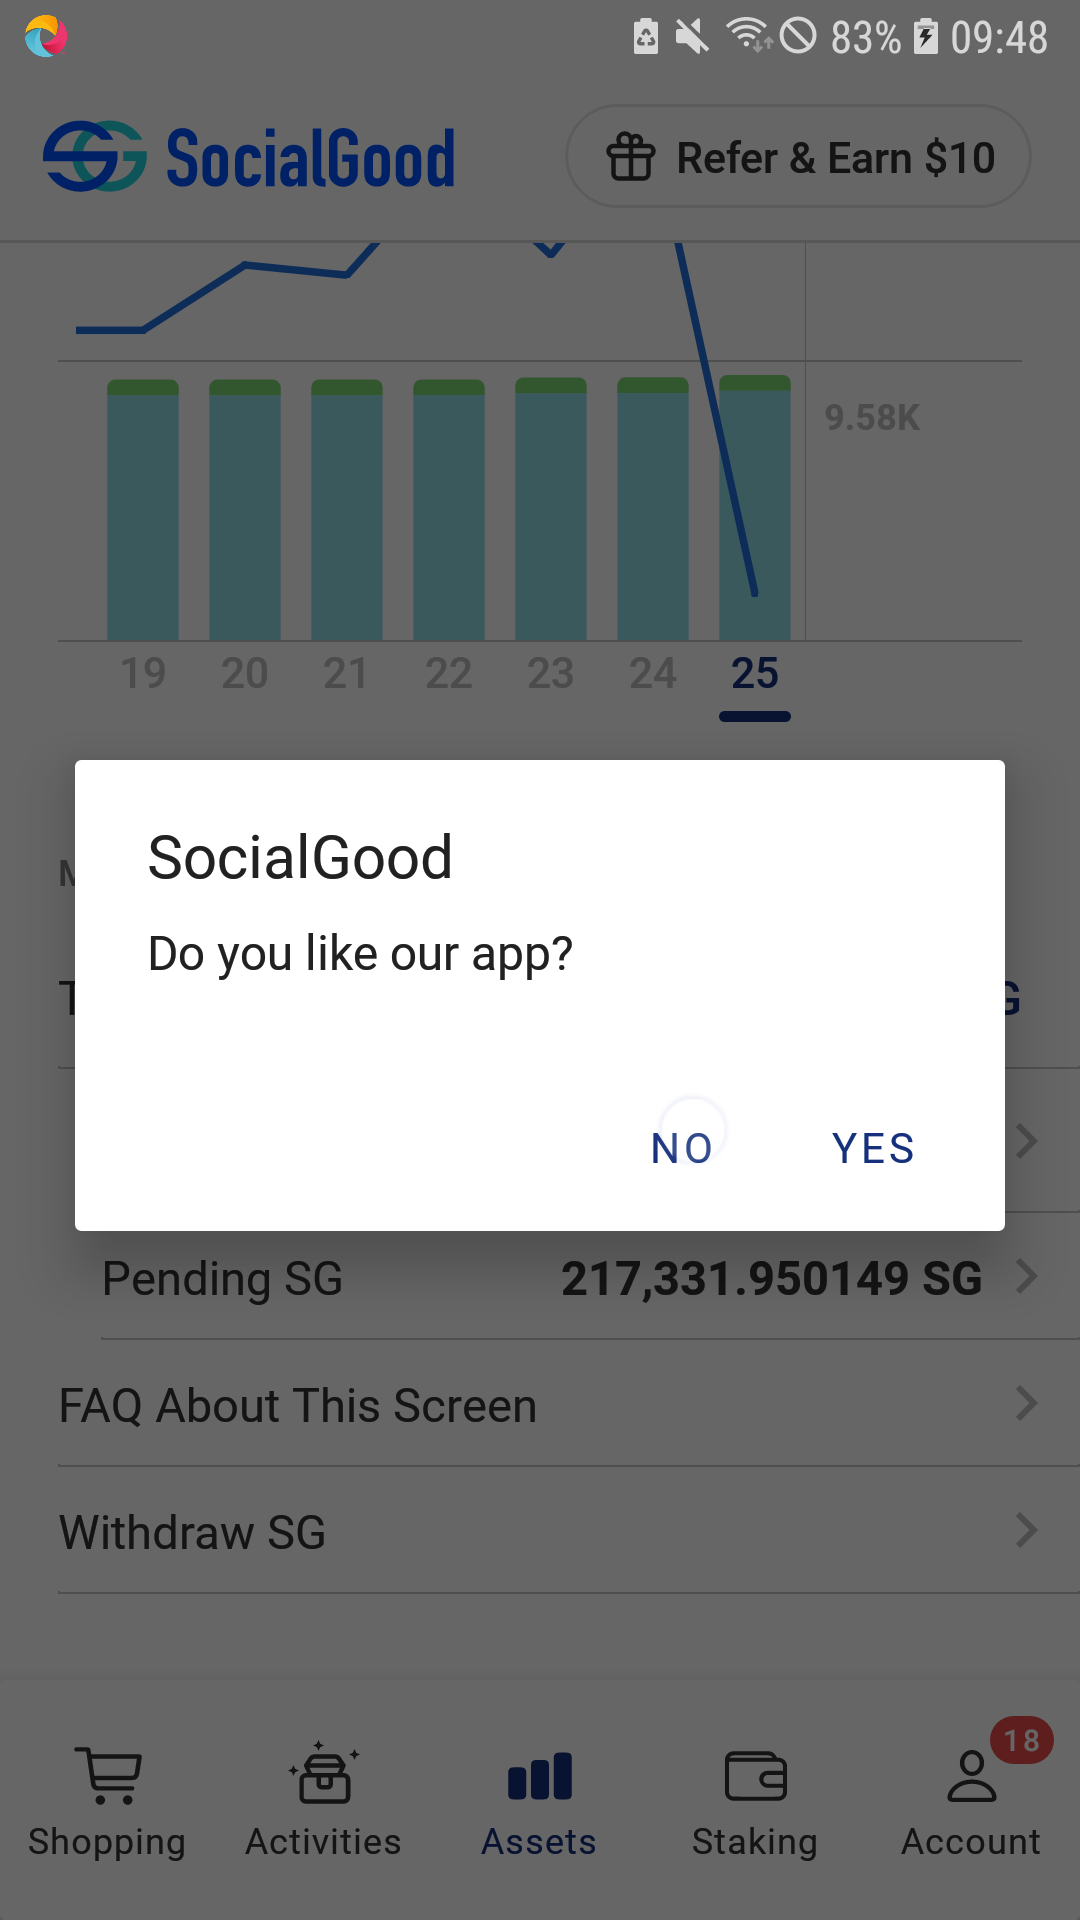 83% 09:48
SocialGood
Refer & Earn $10
9.58K
19 20 21 22 23 24 25
SocialGood
Do you like our app?
NO YES
Pending SG 217,331.950149 SG
FAQ About This Screen
Withdraw SG
18
Shopping Activities Assets Staking Account